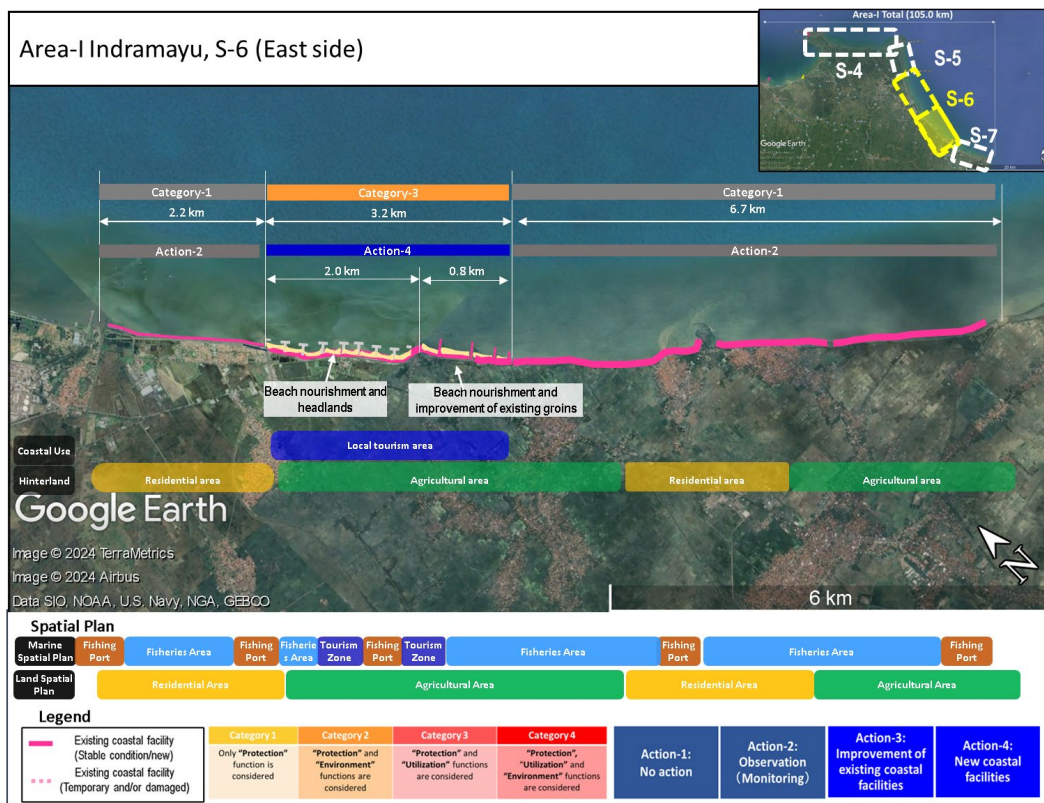 Area-I Indramayu, S-6 (East side)
Area-I Total (105.0 km)
S-4
S-5
S-6
S-7
Google Earth
20 km
3
Category-1
Category-3
Category-1
2.2 km
3.2 km
6.7 km
Action-2
Action-4
Action-2
2.0 km
0.8 km
Beach nourishment and
headlands
Beach nourishment and
improvement of existing groins
Coastal Use
Local tourism area
Hinterland
Residential area
Agricultural area
Residential area
Agricultural area
Google Earth
Image © 2024 TerraMetrics
Image © 2024 Airbus
Data SIO, NOAA, U.S. Navy, NGA, GEBCO
6 km
N
Spatial Plan
Marine
Spatial Plan
Fishing
Port
Fisheries Area
Fishing
Port
Fisherie
s Area
Tourism
Zone
Fishing
Port
Tourism
Zone
Fisheries Area
Fishing
Port
Fisheries Area
Fishing
Port
Land Spatial
Plan
Residential Area
Agricultural Area
Residential Area
Agricultural Area
Legend
Existing coastal facility
(Stable condition/new)
Existing coastal facility
(Temporary and/or damaged)
Category 1
Only "Protection"
function is
considered
Category 2
"Protection" and
"Environment"
functions are
considered
Category 3
"Protection" and
"Utilization" functions
are considered
Category 4
"Protection",
"Utilization" and
"Environment" functions
are considered
Action-1:
No action
Action-2:
Observation
（Monitoring）
Action-3:
Improvement of
existing coastal
facilities
Action-4:
New coastal
facilities